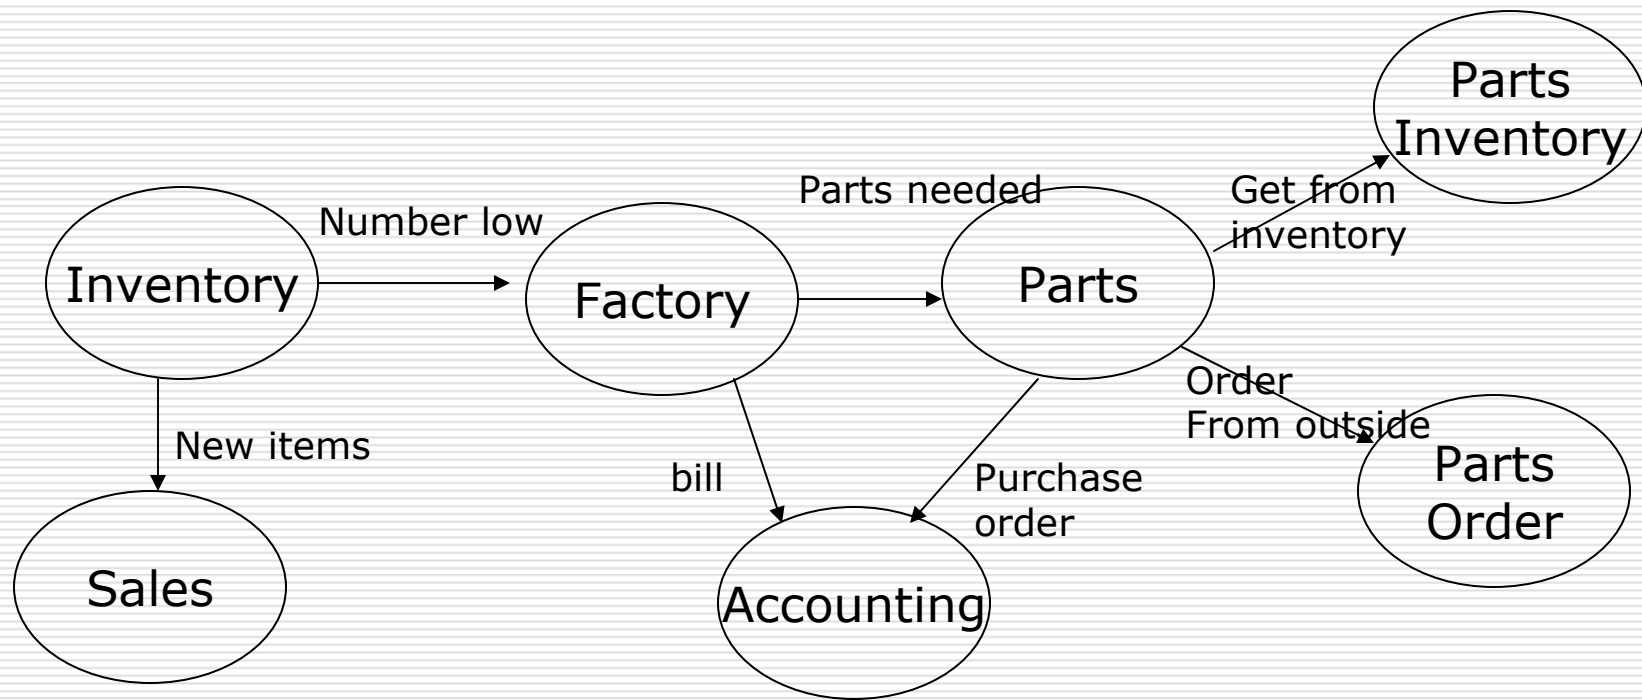 Parts
Inventory
Parts needed
Get from
inventory
Number low
Inventory
Factory
Parts
Order
From outside
New items
bill
Purchase
order
Parts
Order
Sales
Accounting